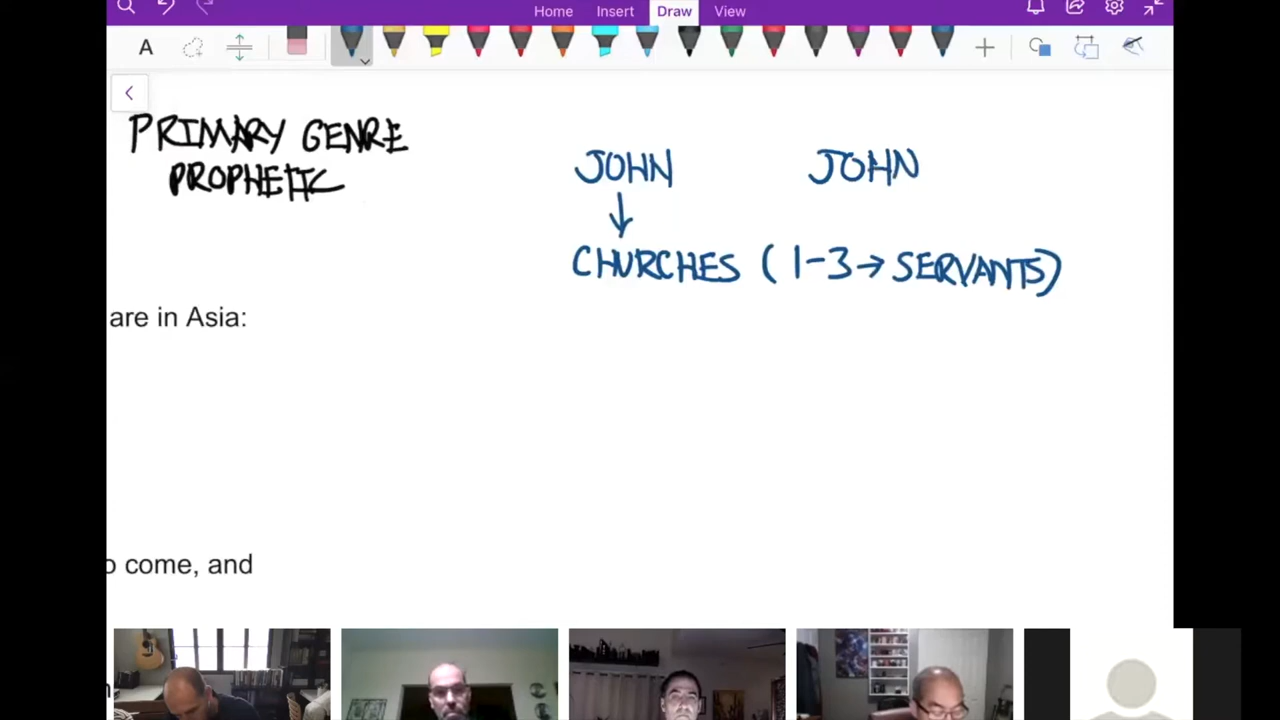 Home Insert Draw View
A
PRIMARY GENRE
PROPHETIC
JOHN JOHN
CHURCHES (1-3→SERVANTS)
are in Asia:
o come, and